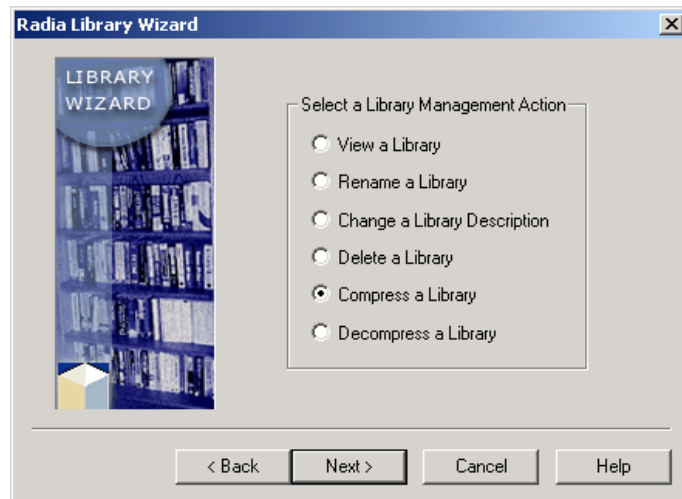 Radia Library Wizard
LIBRARY
WIZARD
Select a Library Management Action
View a Library
Rename a Library
Change a Library Description
Delete a Library
Compress a Library
Decompress a Library
< Back
Next >
Cancel
Help